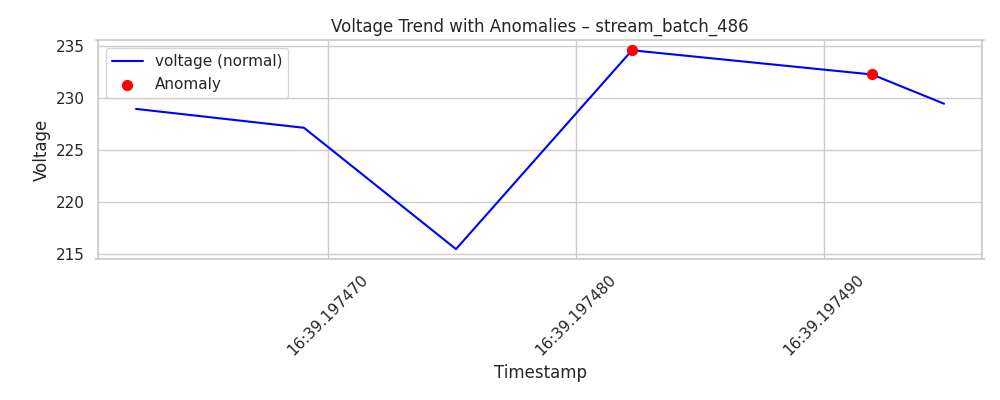 Voltage Trend with Anomalies – stream_batch_486
voltage (normal)
Anomaly
Voltage
235
230
225
220
215
16:39.197470
16:39.197480
16:39.197490
Timestamp